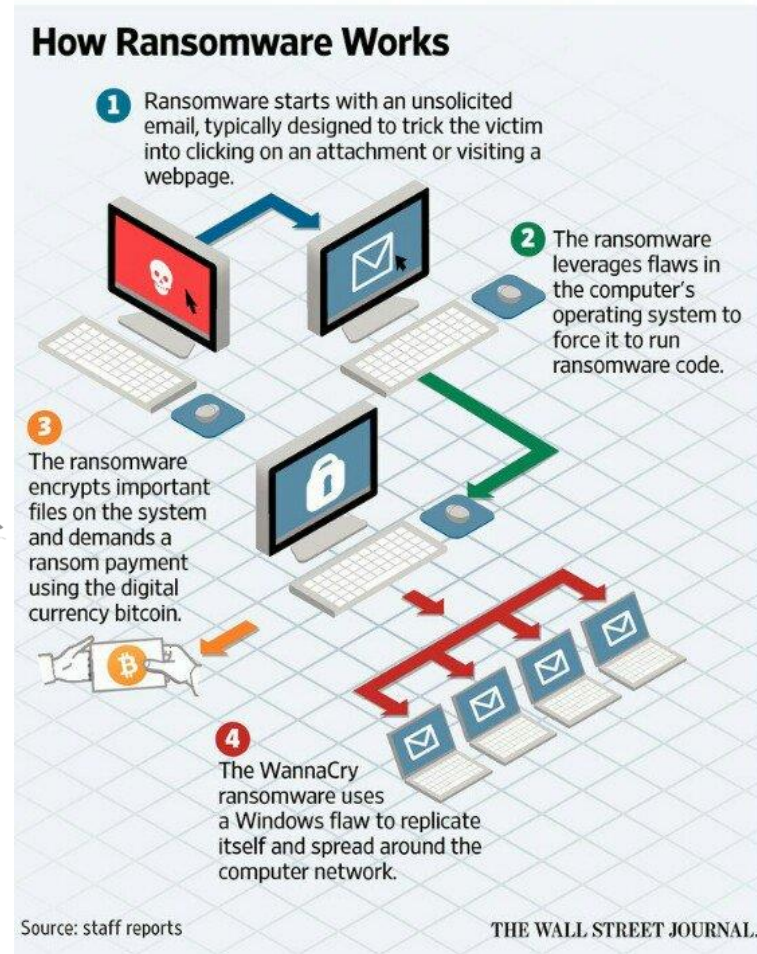 How Ransomware Works
1
Ransomware starts with an unsolicited
email, typically designed to trick the victim
into clicking on an attachment or visiting a
webpage.
2
The ransomware
leverages flaws in
the computer's
operating system to
force it to run
ransomware code.
3
The ransomware
encrypts important
files on the system
and demands a
ransom payment
using the digital
currency bitcoin.
4
The WannaCry
ransomware uses
a Windows flaw to replicate
itself and spread around the
computer network.
Source: staff reports
THE WALL STREET JOURNAL.